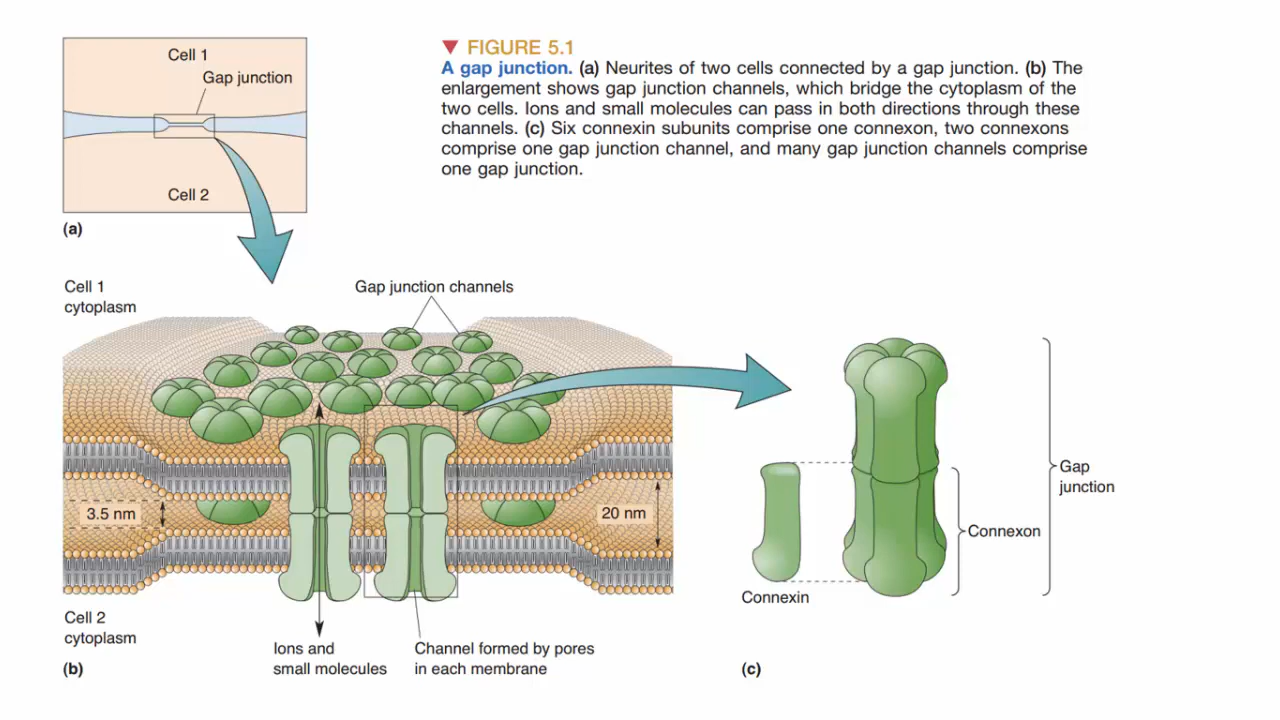 Cell 1
Gap junction
Cell 2
(a)
▼ FIGURE 5.1
A gap junction. (a) Neurites of two cells connected by a gap junction. (b) The
enlargement shows gap junction channels, which bridge the cytoplasm of the
two cells. Ions and small molecules can pass in both directions through these
channels. (c) Six connexin subunits comprise one connexon, two connexons
comprise one gap junction channel, and many gap junction channels comprise
one gap junction.
Cell 1
cytoplasm
Gap junction channels
3.5 nm
20 nm
Cell 2
cytoplasm
Ions and
small molecules
Channel formed by pores
in each membrane
(b)
Gap
junction
Connexon
Connexin
(c)